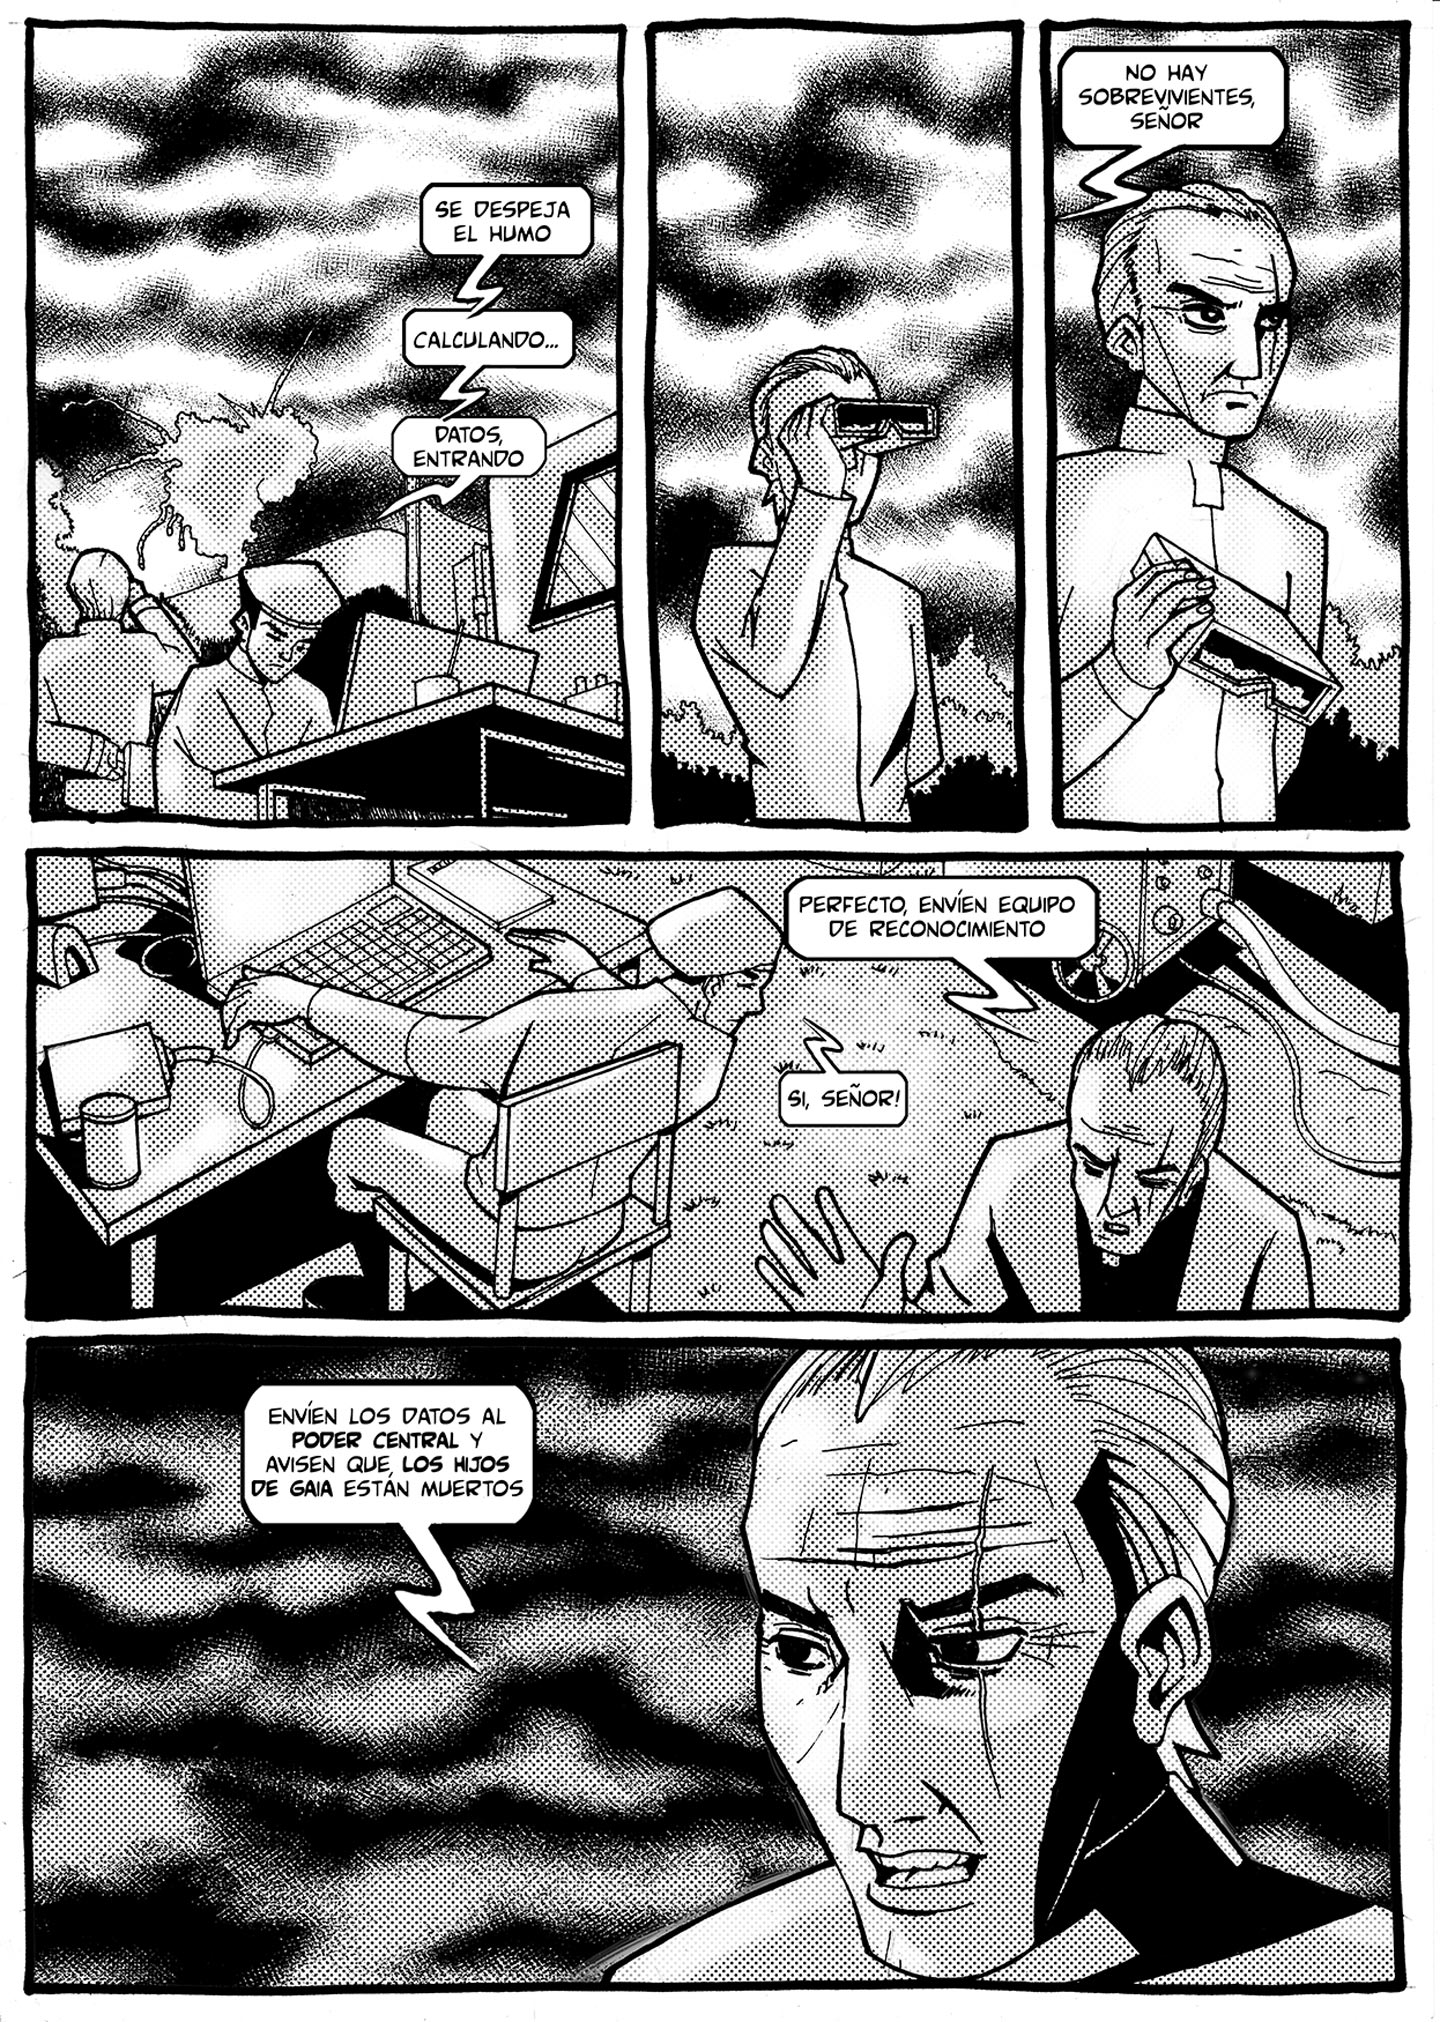 SE DESPEJA
EL HUMO
CALCULANDO...
DATOS,
ENTRANDO
NO HAY
SOBREVIVIENTES,
SEÑOR
PERFECTO, ENVÍEN EQUIPO
DE RECONOCIMIENTO
SI, SEÑOR!
ENVÍEN LOS DATOS AL
PODER CENTRAL Y
AVISEN QUE LOS HIJOS
DE GAIA ESTÁN MUERTOS